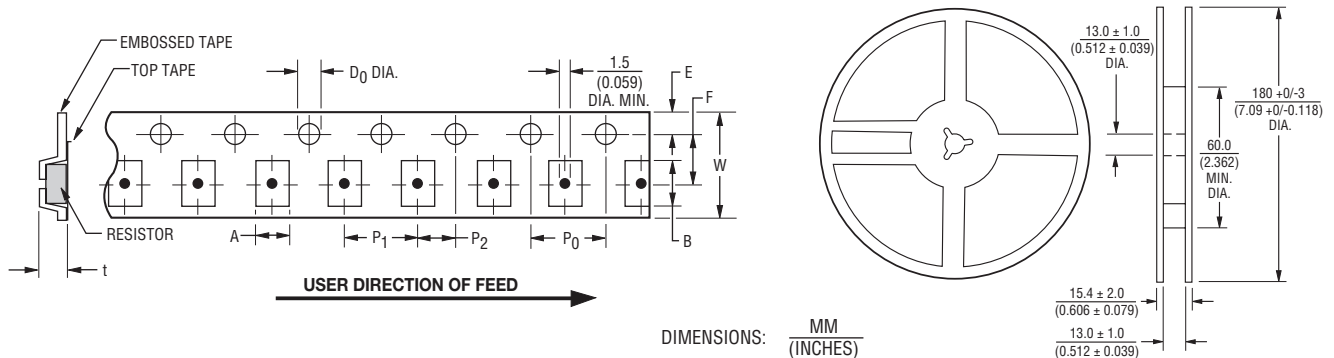 EMBOSSED TAPE
TOP TAPE
D0 DIA.
1.5
(0.059)
DIA. MIN.
E
F
W
B
RESISTOR
A
P1
P2
P0
t
USER DIRECTION OF FEED
DIMENSIONS: MM
(INCHES)
13.0 ± 1.0
(0.512 ± 0.039)
DIA.
180 +0/-3
(7.09 +0/-0.118)
DIA.
60.0
(2.362)
MIN.
DIA.
15.4 ± 2.0
(0.606 ± 0.079)
13.0 ± 1.0
(0.512 ± 0.039)